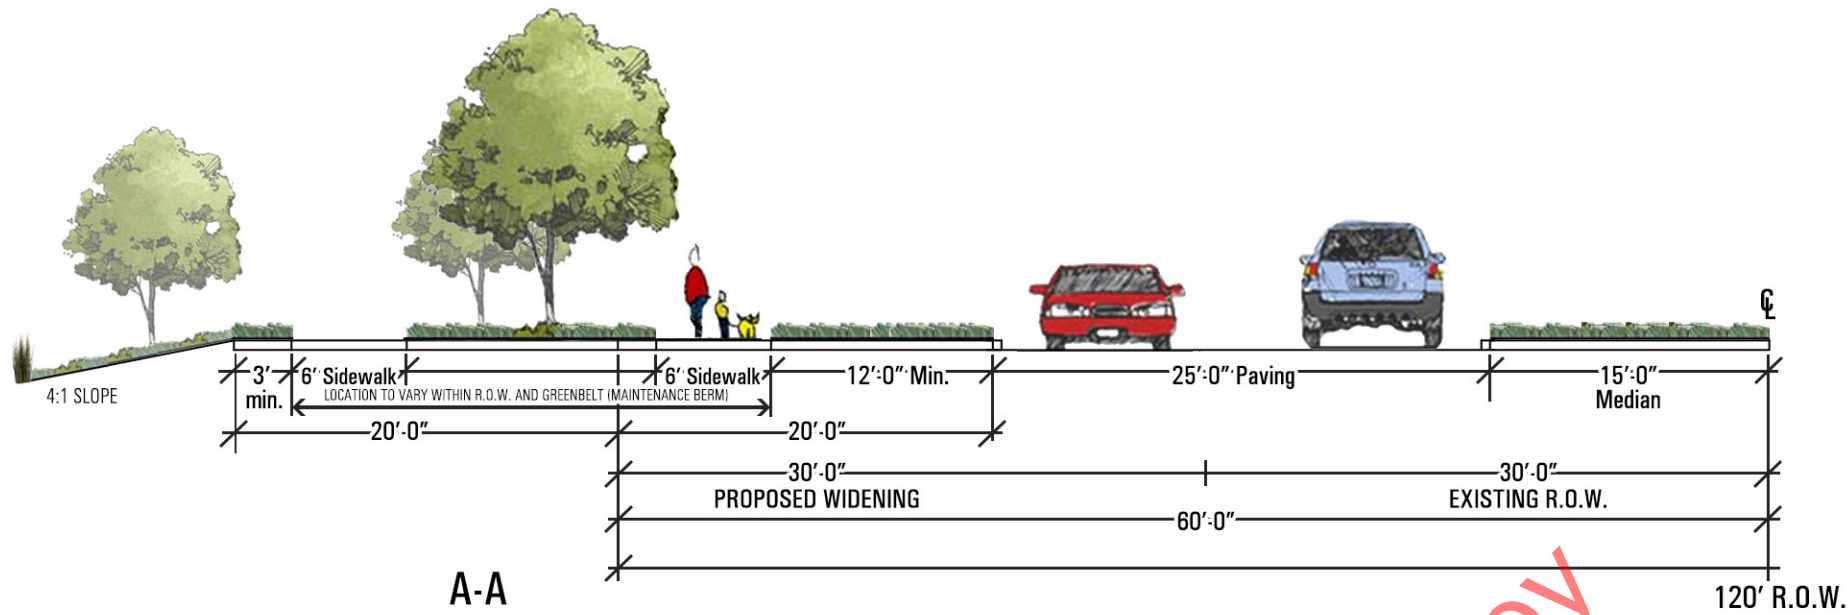 ℄
4:1 SLOPE
3' min.
6' Sidewalk
6' Sidewalk
12'-0" Min.
25'-0" Paving
15'-0" Median
LOCATION TO VARY WITHIN R.O.W. AND GREENBELT (MAINTENANCE BERM)
20'-0"
20'-0"
30'-0"
30'-0"
PROPOSED WIDENING
EXISTING R.O.W.
60'-0"
A-A
120' R.O.W.